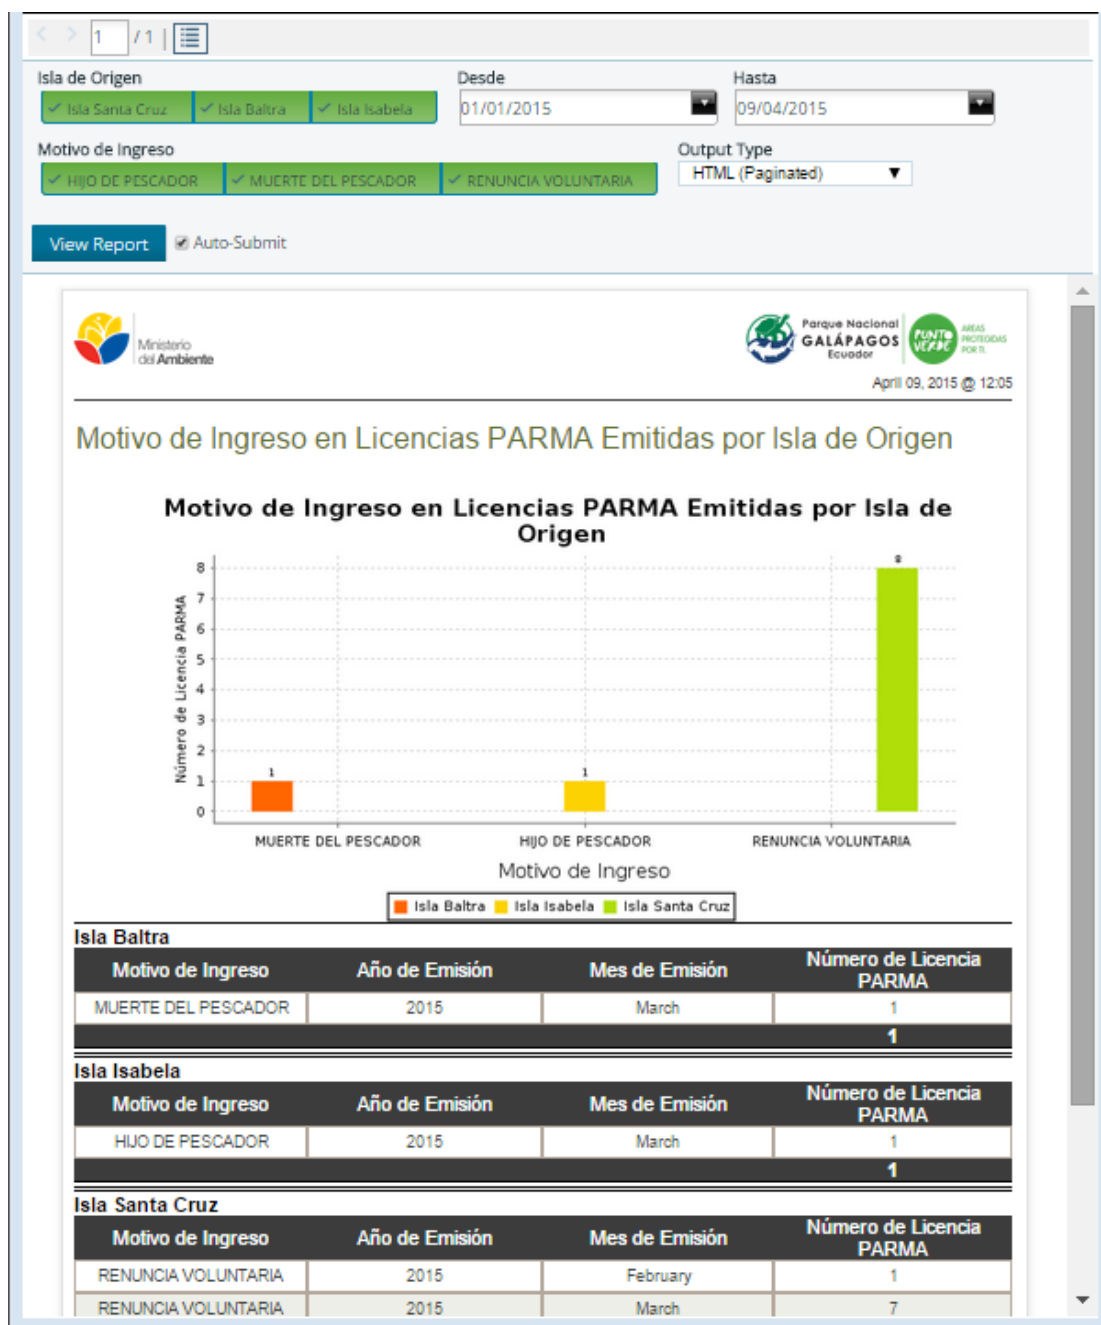 1 / 1 |
Isla de Origen Desde Hasta
Isla Santa Cruz Isla Baltra Isla Isabela 01/01/2015 09/04/2015
Motivo de Ingreso Output Type
HIJO DE PESCADOR MUERTE DEL PESCADOR RENUNCIA VOLUNTARIA HTML (Paginated)
View Report Auto-Submit
Ministerio
del Ambiente
Parque Nacional
GALÁPAGOS
Ecuador
PUNTO
VERDE
AREAS
PROTEGIDAS
POR TI.
April 09, 2015 @ 12:05
Motivo de Ingreso en Licencias PARMA Emitidas por Isla de Origen
Motivo de Ingreso en Licencias PARMA Emitidas por Isla de
Origen
Número de Licencia PARMA
8
7
6
5
4
3
2
1
0
1
1
8
MUERTE DEL PESCADOR HIJO DE PESCADOR RENUNCIA VOLUNTARIA
Motivo de Ingreso
Isla Baltra Isla Isabela Isla Santa Cruz
Isla Baltra
Motivo de Ingreso Año de Emisión Mes de Emisión Número de Licencia PARMA
MUERTE DEL PESCADOR 2015 March 1
1
Isla Isabela
Motivo de Ingreso Año de Emisión Mes de Emisión Número de Licencia PARMA
HIJO DE PESCADOR 2015 March 1
1
Isla Santa Cruz
Motivo de Ingreso Año de Emisión Mes de Emisión Número de Licencia PARMA
RENUNCIA VOLUNTARIA 2015 February 1
RENUNCIA VOLUNTARIA 2015 March 7